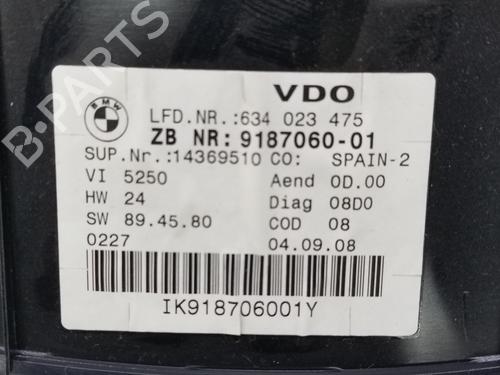 BMW
VDO
LFD.NR.:634 023 475
ZB NR: 9187060-01
SUP.Nr.:14369510 CO: SPAIN-2
VI 5250 Aend 0D.00
HW 24 Diag 08D0
SW 89.45.80 COD 08
0227 04.09.08
IK918706001Y